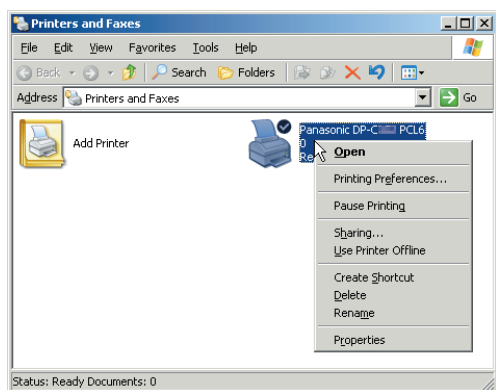 Printers and Faxes
File Edit View Favorites Tools Help
Back Search Folders
Address Printers and Faxes Go
Add Printer
Panasonic DP-C PCL6
0
Re
Open
Printing Preferences...
Pause Printing
Sharing...
Use Printer Offline
Create Shortcut
Delete
Rename
Properties
Status: Ready Documents: 0